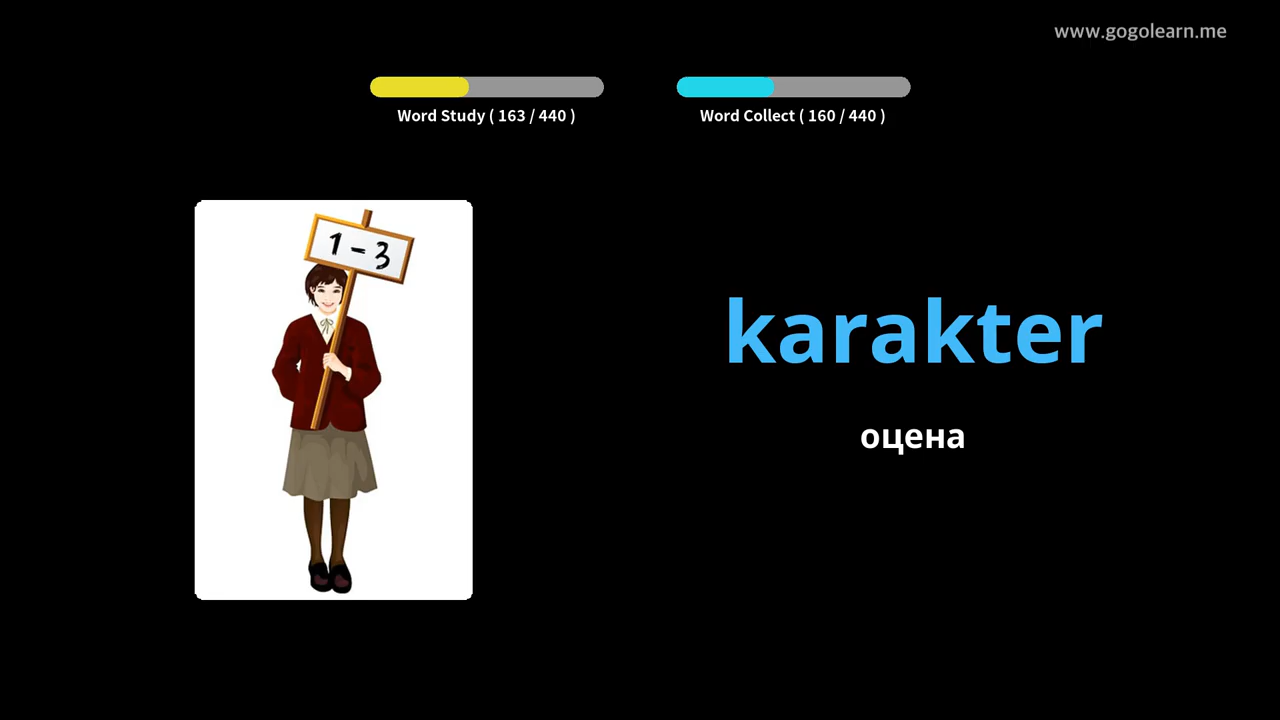 www.gogolearn.me
Word Study ( 163 / 440 )
Word Collect ( 160 / 440 )
1 - 3
karakter
оцена